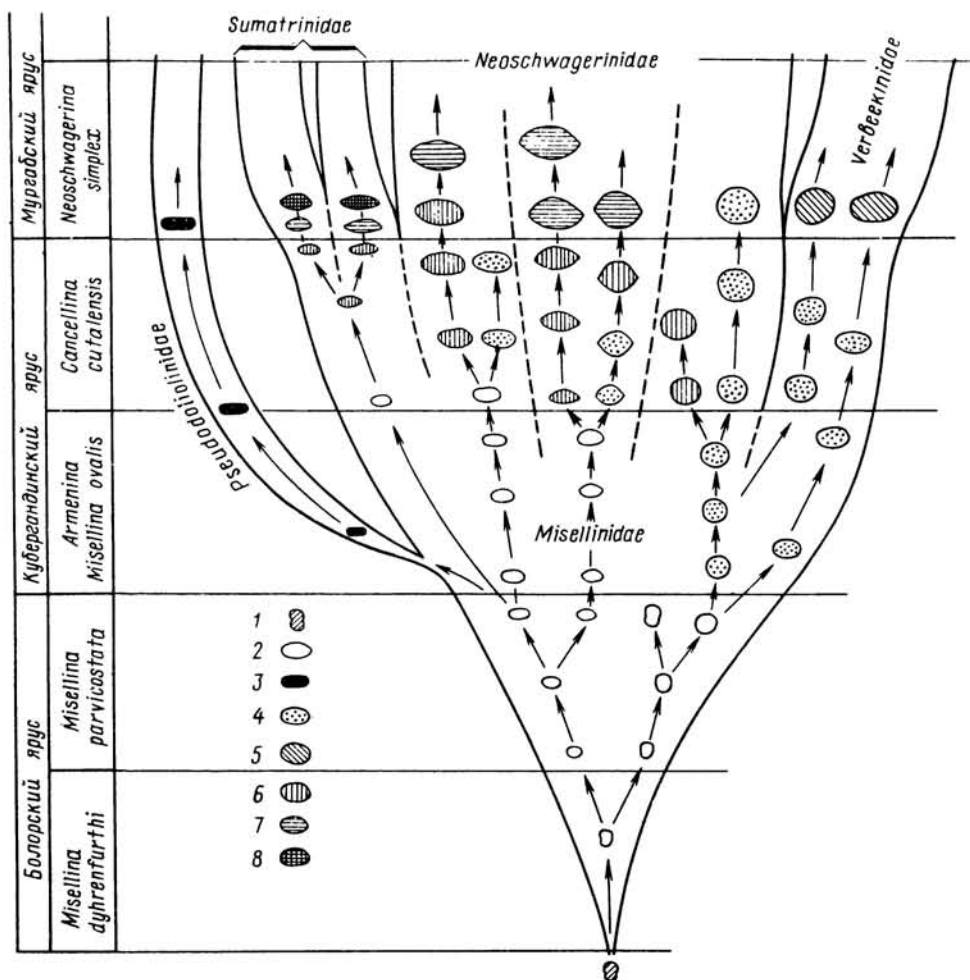 Sumatrinidae
Neoschwagerinidae
Verbeekinidae
Pseudodoliolinidae
Misellinidae
Мургабский ярус
Neoschwagerina
simplex
Кубергандинский ярус
Cancellina
cutalensis
Armenina
Misellina ovalis
Болорский ярус
Misellina
parvicostata
Misellina
dyhrenfurthi
1
2
3
4
5
6
7
8